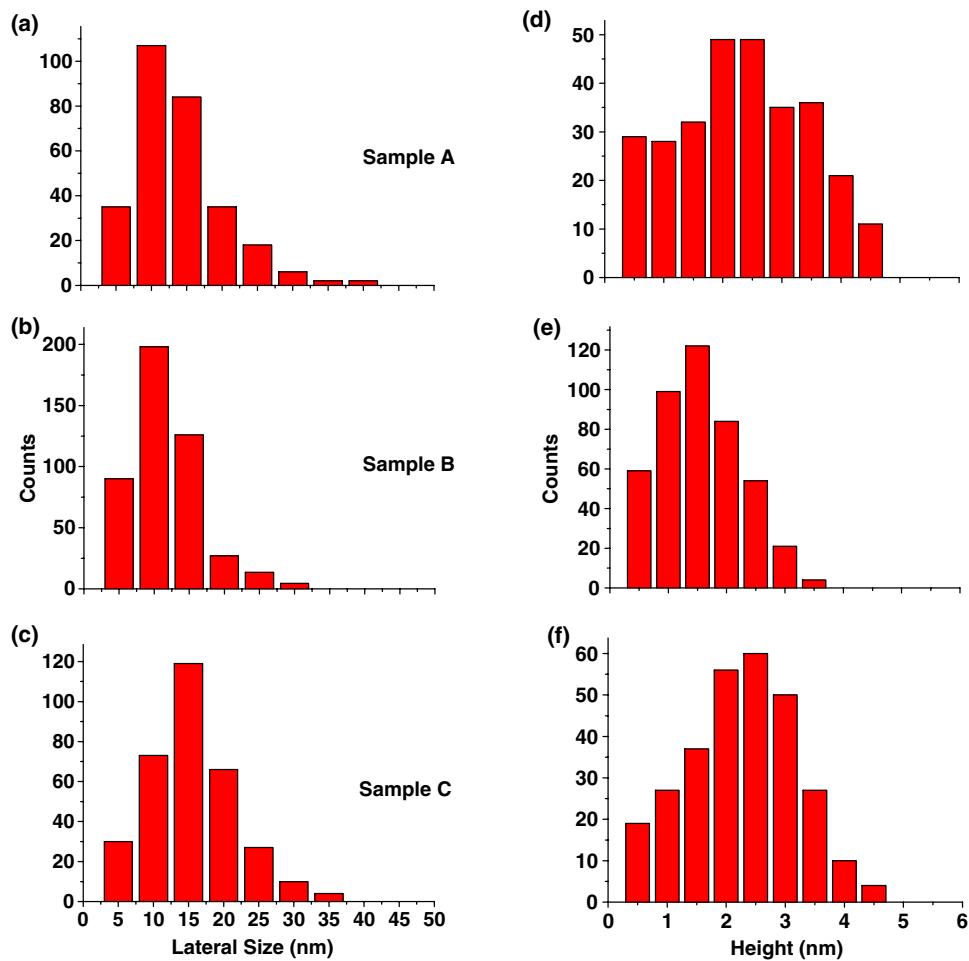 (a)
100
80
60
40
20
0
Sample A
(d)
50
40
30
20
10
0
(b)
200
150
100
50
0
Counts
Sample B
(e)
120
100
80
60
40
20
0
Counts
(c)
120
100
80
60
40
20
0
Sample C
0 5 10 15 20 25 30 35 40 45 50
Lateral Size (nm)
(f)
60
50
40
30
20
10
0
0 1 2 3 4 5 6
Height (nm)